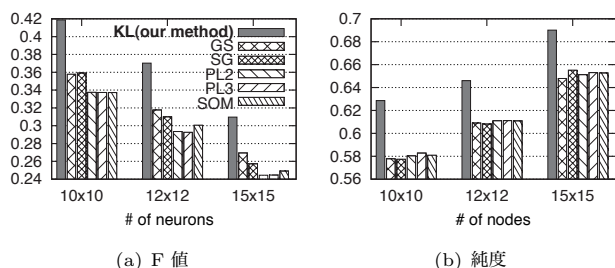 0.42
0.4
0.38
0.36
0.34
0.32
0.3
0.28
0.26
0.24
KL(our method)
GS
SG
PL2
PL3
SOM
10x10 12x12 15x15
# of neurons
(a) F 値
0.7
0.68
0.66
0.64
0.62
0.6
0.58
0.56
10x10 12x12 15x15
# of nodes
(b) 純度